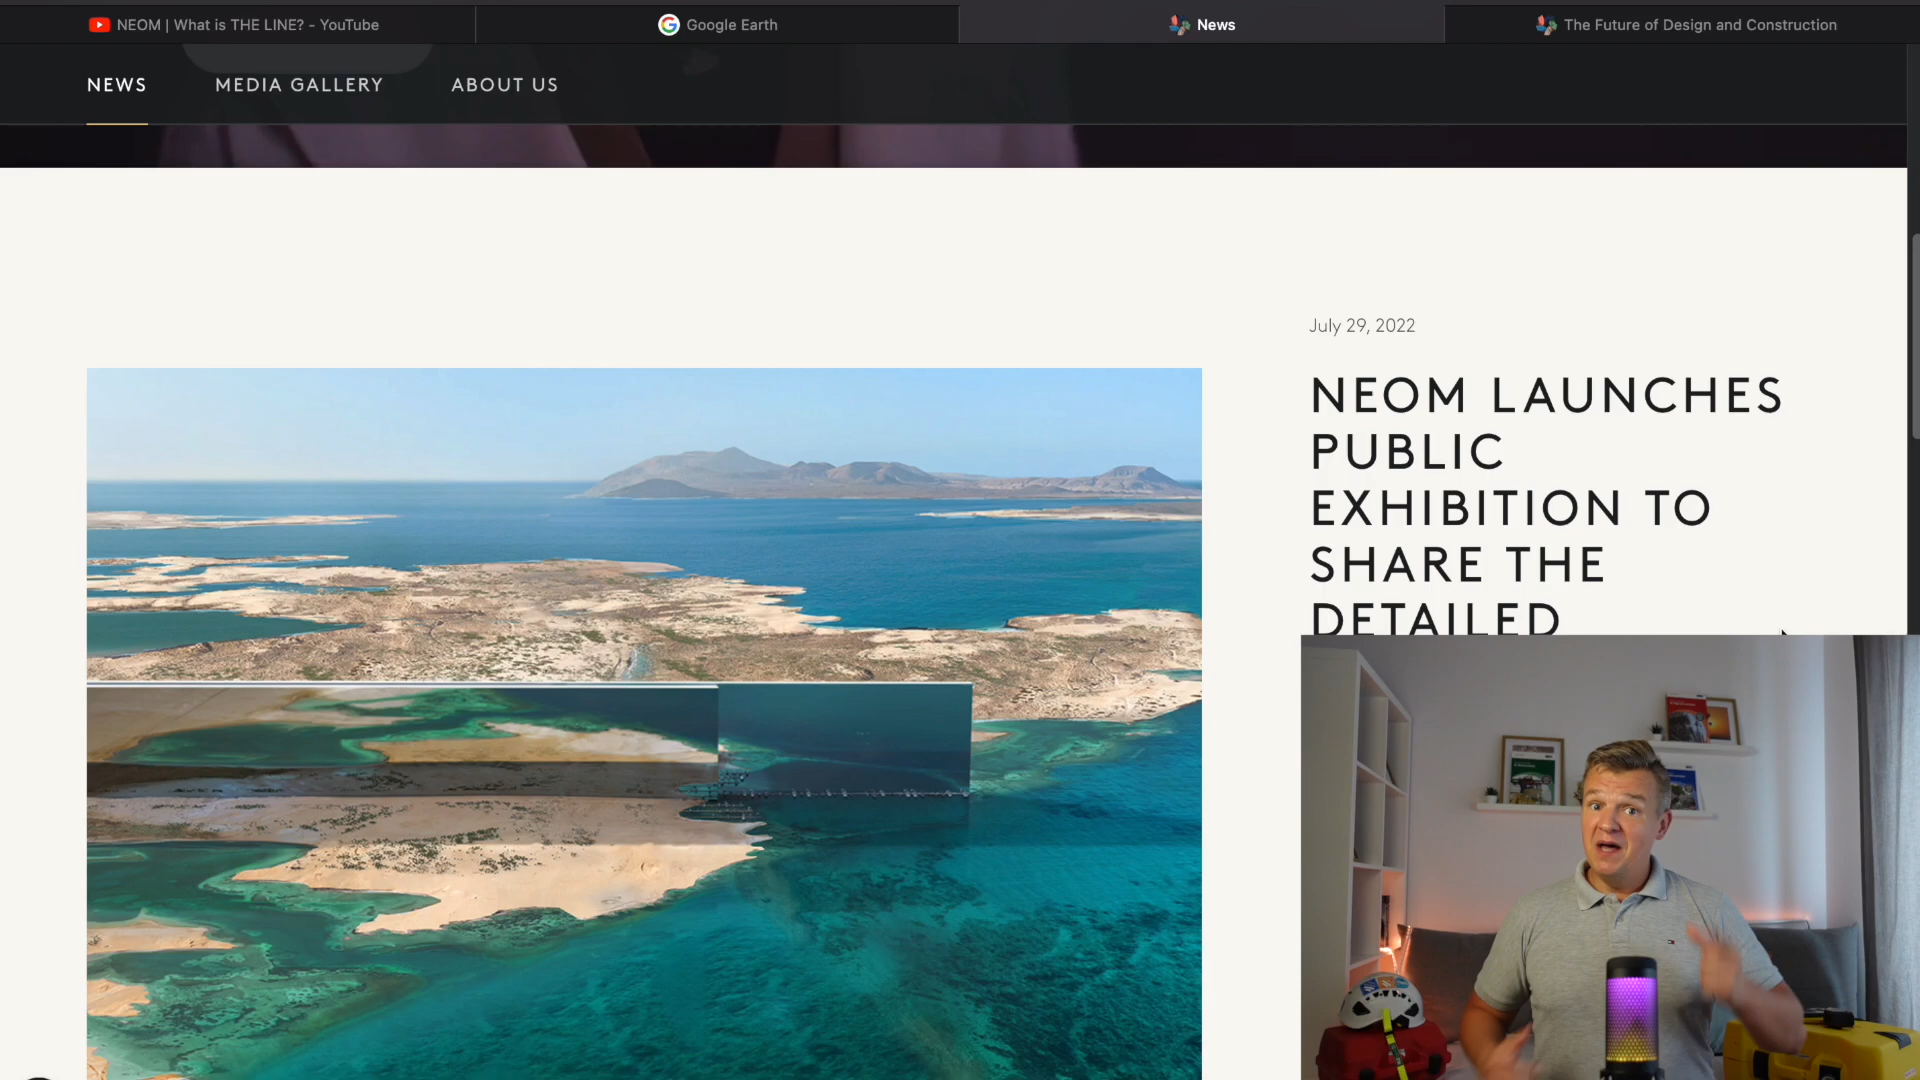 NEOM | What is THE LINE? - YouTube
Google Earth
News
The Future of Design and Construction
NEWS
MEDIA GALLERY
ABOUT US
July 29, 2022
NEOM LAUNCHES
PUBLIC
EXHIBITION TO
SHARE THE
DETAILED